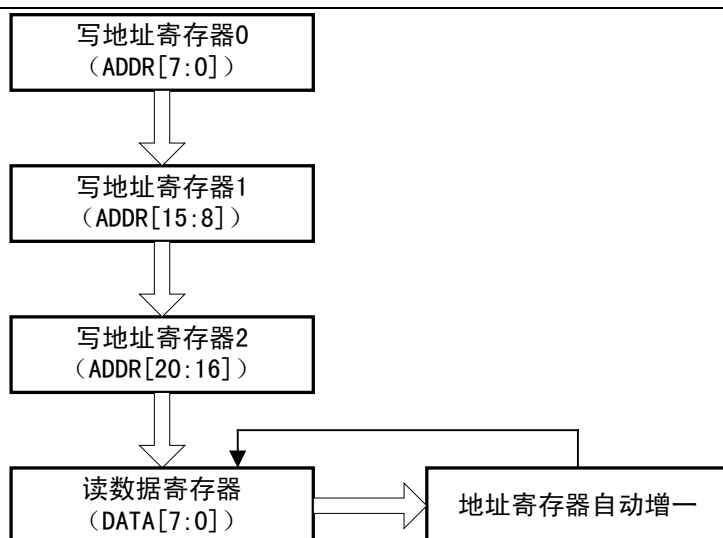 写地址寄存器0
（ADDR[7:0]）
写地址寄存器1
（ADDR[15:8]）
写地址寄存器2
（ADDR[20:16]）
读数据寄存器
（DATA[7:0]）
地址寄存器自动增一